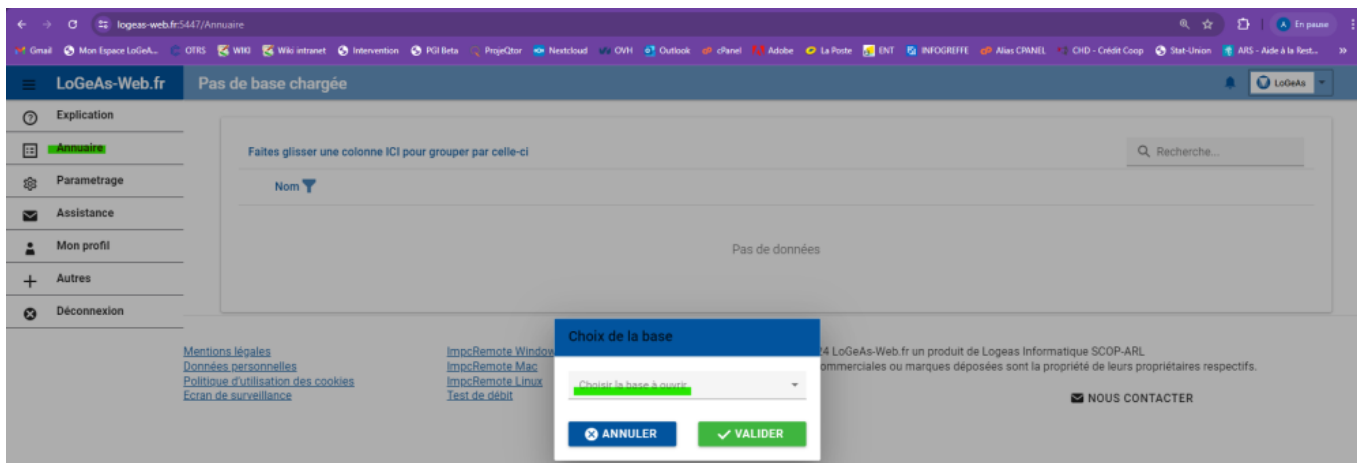 logeas-web.fr:5447/Annuaire
En pause
Gmail Mon Espace LoGeA... OTRS WIKI Wiki intranet Intervention PGI Beta ProjeQtor Nextcloud OVH Outlook cPanel Adobe La Poste ENT INFOGREFFE Alias CPANEL CHD - Crédit Coop Stat-Union ARS - Aide à la Rest... »
LoGeAs-Web.fr Pas de base chargée LoGeAs
Explication
Annuaire
Faites glisser une colonne ICI pour grouper par celle-ci Recherche...
Parametrage
Nom
Assistance
Mon profil
Pas de données
Autres
Déconnexion
Choix de la base
Mentions légales ImpcRemote Window 24 LoGeAs-Web.fr un produit de Logeas Informatique SCOP-ARL
Données personnelles ImpcRemote Mac ommerciales ou marques déposées sont la propriété de leurs propriétaires respectifs.
Politique d'utilisation des cookies ImpcRemote Linux
Choisir la base à ouvrir
Ecran de surveillance Test de débit
NOUS CONTACTER
ANNULER VALIDER